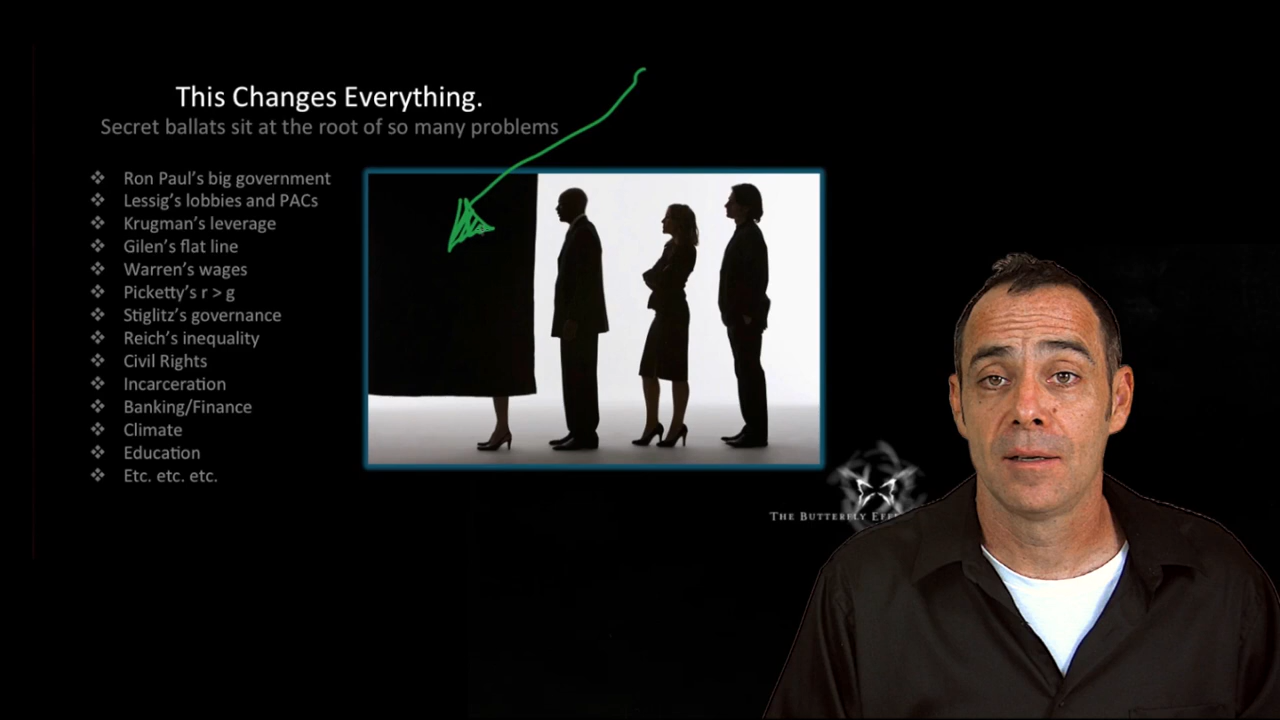 This Changes Everything.
Secret ballats sit at the root of so many problems
Ron Paul's big government
Lessig's lobbies and PACs
Krugman's leverage
Gilen's flat line
Warren's wages
Picketty's r > g
Stiglitz's governance
Reich's inequality
Civil Rights
Incarceration
Banking/Finance
Climate
Education
Etc. etc. etc.
The Butterfly